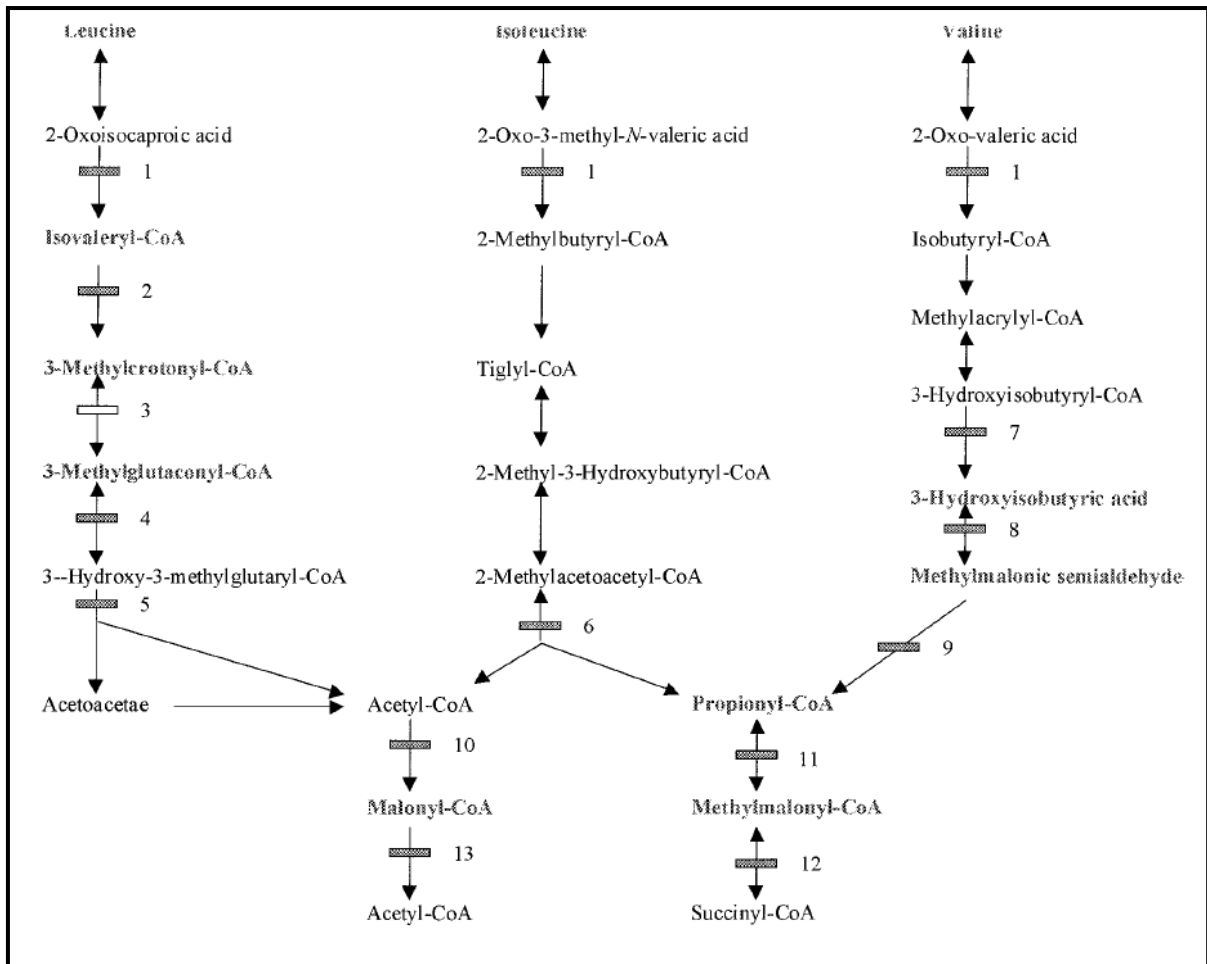 Leucine Isoleucine Valine
2-Oxoisocaproic acid 2-Oxo-3-methyl-N-valeric acid 2-Oxo-valeric acid
1 1 1
Isovaleryl-CoA 2-Methylbutyryl-CoA Isobutyryl-CoA
2
Methylacrylyl-CoA
3-Methylcrotonyl-CoA Tiglyl-CoA
3-Hydroxyisobutyryl-CoA
3 7
3-Methylglutaconyl-CoA 2-Methyl-3-Hydroxybutyryl-CoA
3-Hydroxyisobutyric acid
4 8
3--Hydroxy-3-methylglutaryl-CoA 2-Methylacetoacetyl-CoA Methylmalonic semialdehyde
5 6
9
Acetoacetae Acetyl-CoA Propionyl-CoA
10 11
Malonyl-CoA Methylmalonyl-CoA
13 12
Acetyl-CoA Succinyl-CoA